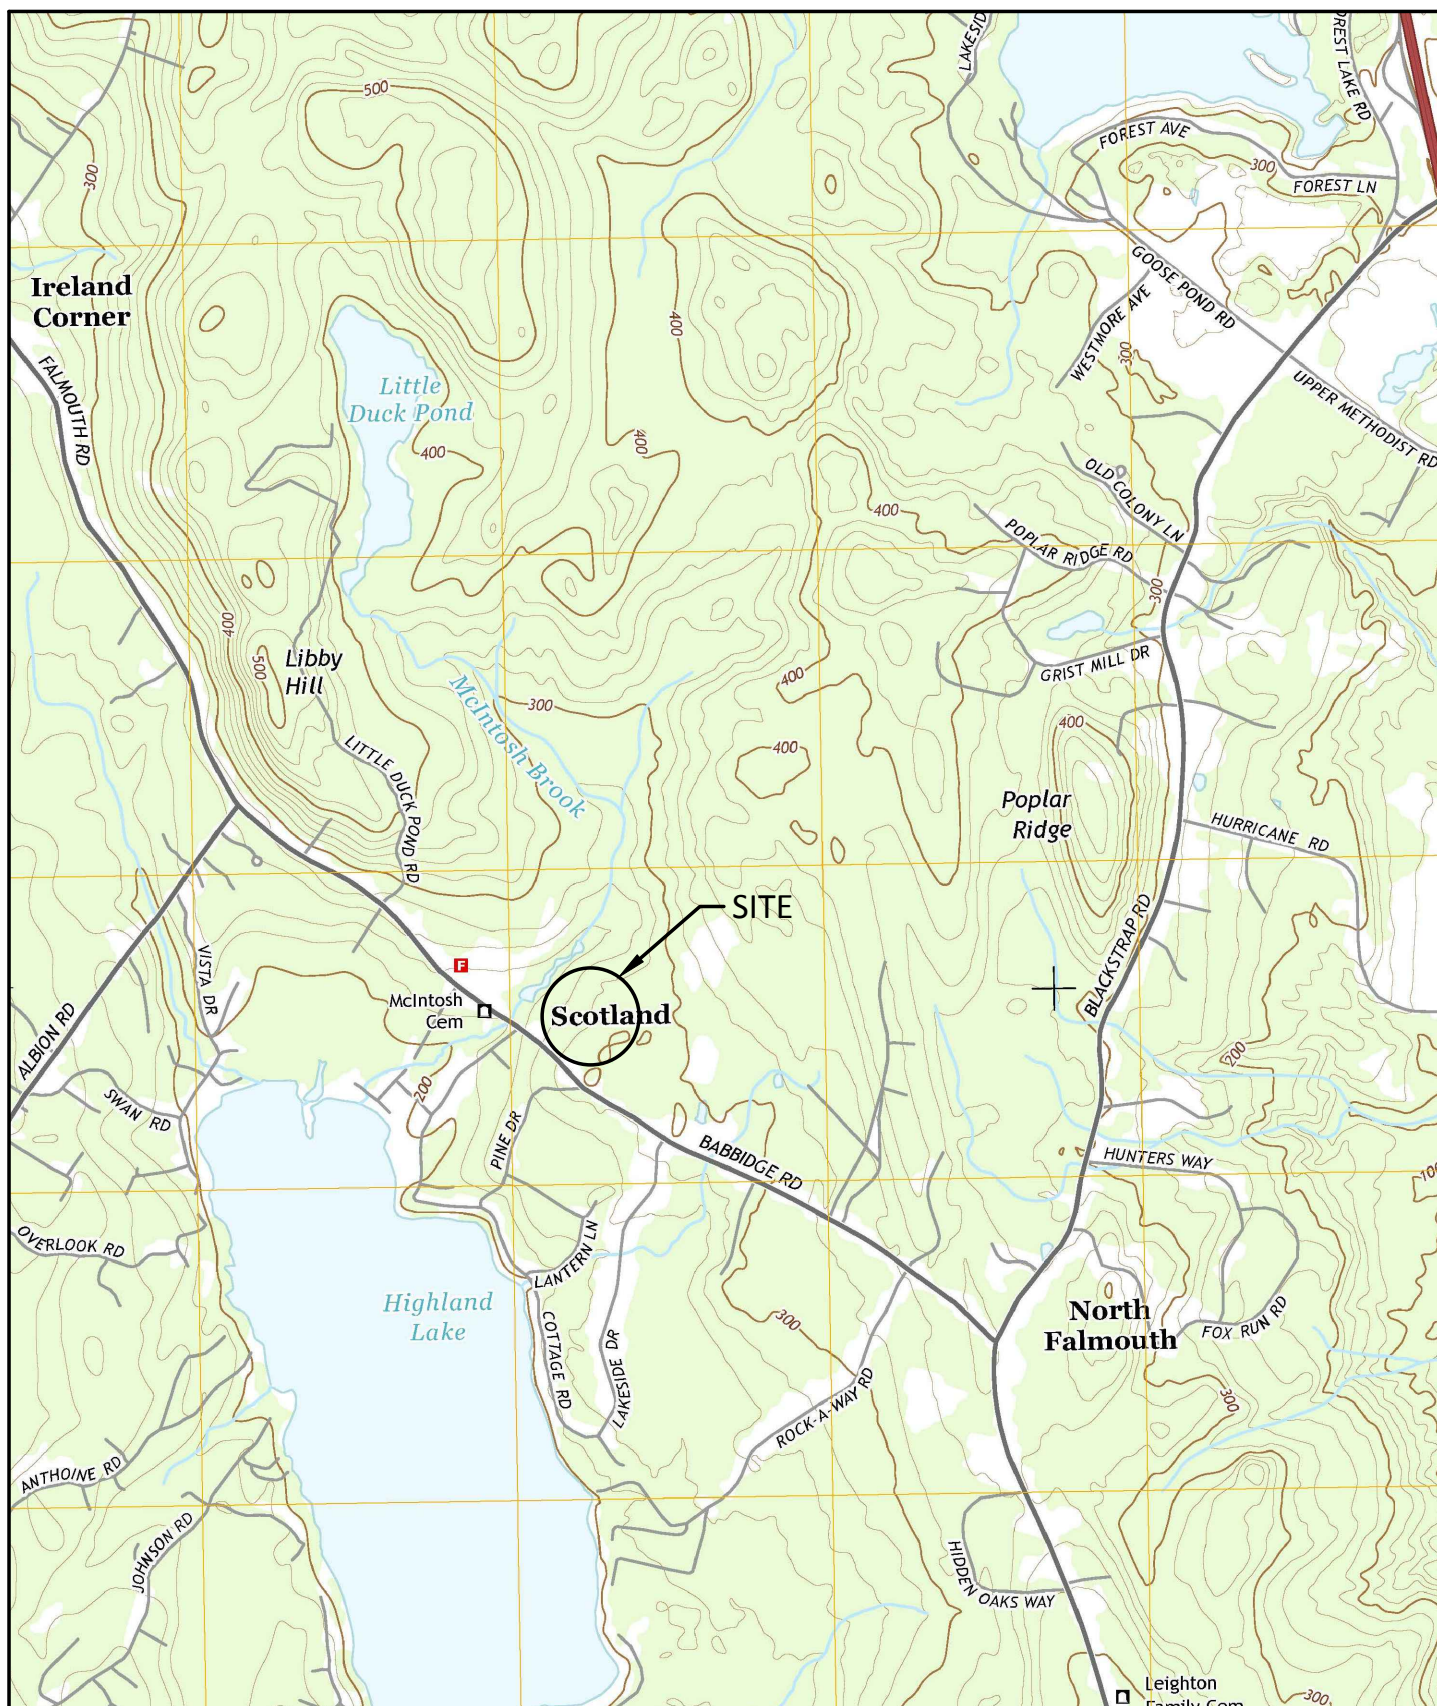 LAKESID
OREST LAKE RD
500
FOREST AVE
300
FOREST LN
300
GOOSE POND RD
Ireland
Corner
WESTMORE AVE
400
300
FALMOUTH RD
Little
Duck Pond
UPPER METHODIST RD
400
400
OLD COLONY LN
400
POPLAR RIDGE RD
300
400
500
Libby
Hill
GRIST MILL DR
400
McIntosh Brook
300
400
400
LITTLE DUCK POND RD
Poplar
Ridge
HURRICANE RD
SITE
BLACKSTRAP RD
VISTA DR
F
McIntosh
Cem
Scotland
ALBION RD
200
200
SWAN RD
PINE DR
BABBIDGE RD
HUNTERS WAY
100
OVERLOOK RD
LANTERN LN
Highland
Lake
300
North
Falmouth
FOX RUN RD
COTTAGE RD
LAKESIDE DR
ROCK-A-WAY RD
300
ANTHOINE RD
JOHNSON RD
HIDDEN OAKS WAY
Leighton
Family Cem
300